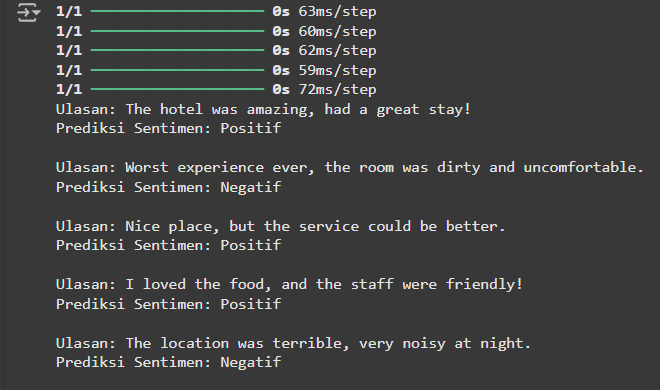 1/1 ━━━━━━━━━━━━━━━━━━━━ 0s 63ms/step
1/1 ━━━━━━━━━━━━━━━━━━━━ 0s 60ms/step
1/1 ━━━━━━━━━━━━━━━━━━━━ 0s 62ms/step
1/1 ━━━━━━━━━━━━━━━━━━━━ 0s 59ms/step
1/1 ━━━━━━━━━━━━━━━━━━━━ 0s 72ms/step
Ulasan: The hotel was amazing, had a great stay!
Prediksi Sentimen: Positif
Ulasan: Worst experience ever, the room was dirty and uncomfortable.
Prediksi Sentimen: Negatif
Ulasan: Nice place, but the service could be better.
Prediksi Sentimen: Positif
Ulasan: I loved the food, and the staff were friendly!
Prediksi Sentimen: Positif
Ulasan: The location was terrible, very noisy at night.
Prediksi Sentimen: Negatif